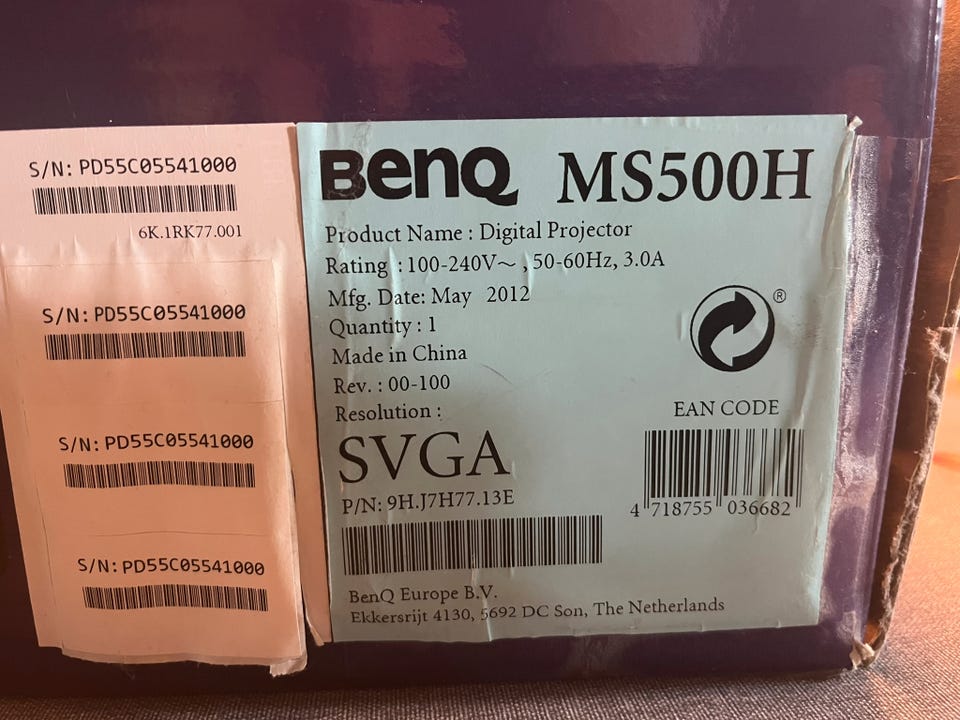 S/N: PD55C05541000
6K.1RK77.001
S/N: PD55C05541000
S/N: PD55C05541000
S/N: PD55C05541000
BenQ MS500H
Product Name : Digital Projector
Rating : 100-240V~ , 50-60Hz, 3.0A
Mfg. Date: May 2012
Quantity : 1
Made in China
Rev. : 00-100
Resolution :
SVGA
P/N: 9H.J7H77.13E
®
EAN CODE
4 718755 036682
BenQ Europe B.V.
Ekkersrijt 4130, 5692 DC Son, The Netherlands